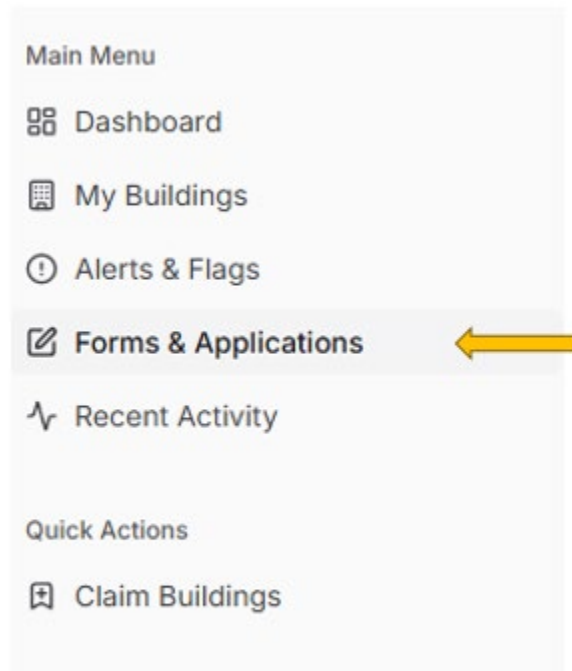 Main Menu
Dashboard
My Buildings
Alerts & Flags
Forms & Applications
Recent Activity
Quick Actions
Claim Buildings